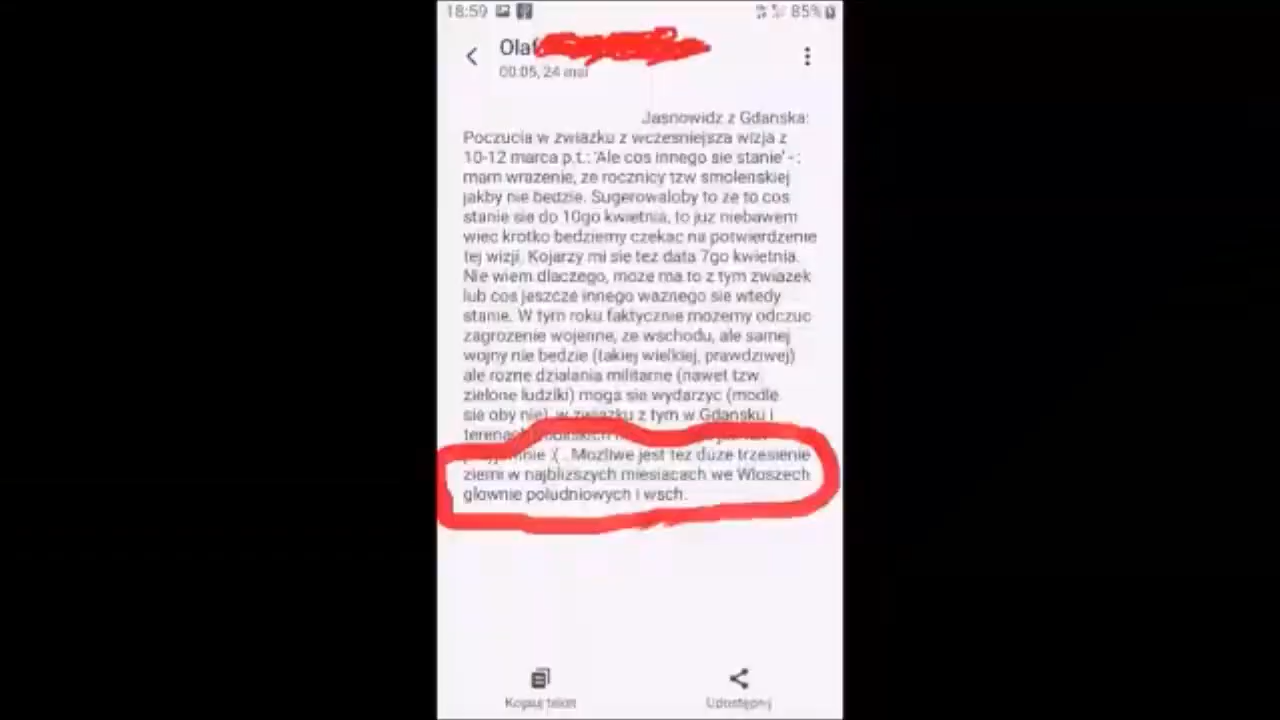 18:59
85%
Olaf
00:05, 24 mai
Jasnowidz z Gdanska:
Poczucia w zwiazku z wczesniejsza wizja z
10-12 marca p.t.: 'Ale cos innego sie stanie' - :
mam wrazenie, ze rocznicy tzw smolenskiej
jakby nie bedzie. Sugerowaloby to ze to cos
stanie sie do 10go kwietnia, to juz niebawem
wiec krotko bedziemy czekac na potwierdzenie
tej wizji. Kojarzy mi sie tez data 7go kwietnia.
Nie wiem dlaczego, moze ma to z tym zwiazek
lub cos jeszcze innego waznego sie wtedy
stanie. W tym roku faktycznie mozemy odczuc
zagrozenie wojenne, ze wschodu, ale samej
wojny nie bedzie (takiej wielkiej, prawdziwej)
ale rozne dzialania militarne (nawet tzw.
zielone ludziki) moga sie wydarzyc (modle
sie oby nie), w zwiazku z tym w Gdansku i
terenach
:( . Mozliwe jest tez duze trzesienie
ziemi w najblizszych miesiacach we Wloszech
glownie poludniowych i wsch.
Kopiuj tekst
Udostępnij